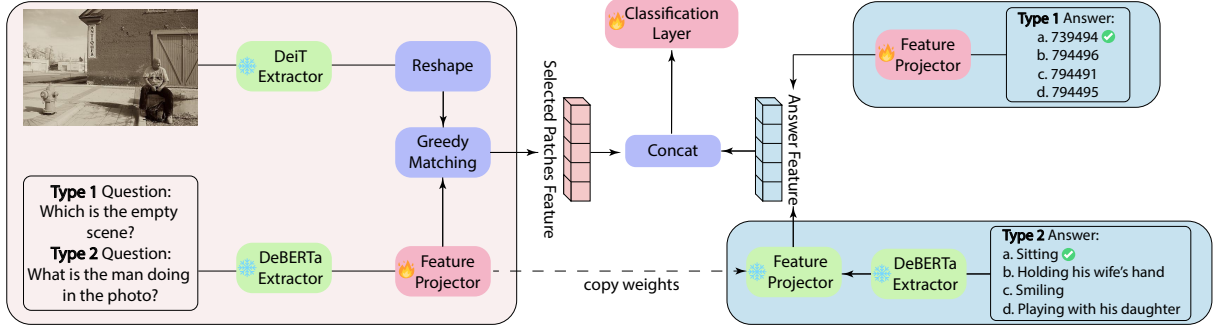 DeiT
Extractor
Reshape
Greedy
Matching
Type 1 Question:
Which is the empty
scene?
Type 2 Question:
What is the man doing
in the photo?
DeBERTa
Extractor
Feature
Projector
Selected Patches Feature
Classification
Layer
Concat
copy weights
Answer Feature
Feature
Projector
Type 1 Answer:
a. 739494
b. 794496
c. 794491
d. 794495
Feature
Projector
DeBERTa
Extractor
Type 2 Answer:
a. Sitting
b. Holding his wife's hand
c. Smiling
d. Playing with his daughter